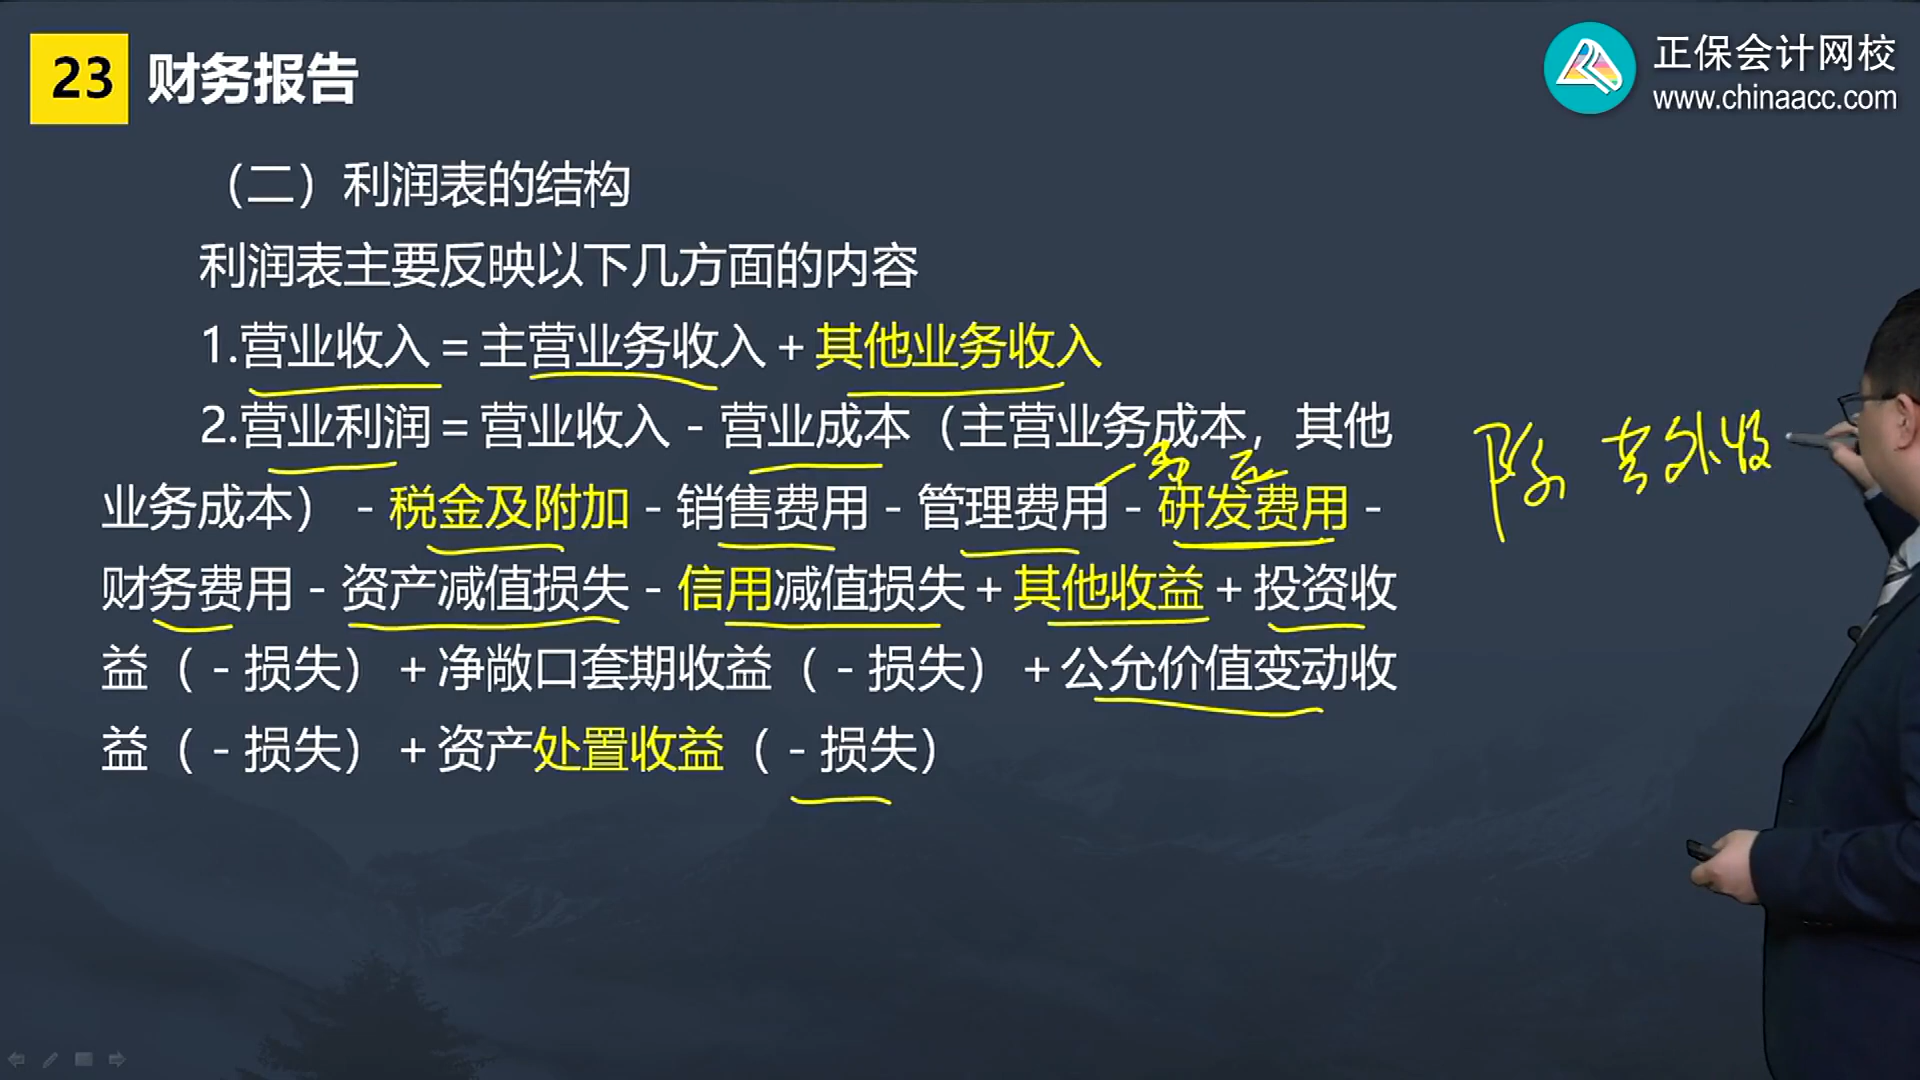 23 财务报告
正保会计网校
www.chinaacc.com
（二）利润表的结构
利润表主要反映以下几方面的内容
1.营业收入=主营业务收入+其他业务收入
2.营业利润=营业收入-营业成本（主营业务成本，其他
业务成本）-税金及附加-销售费用-管理费用-研发费用-
财务费用-资产减值损失-信用减值损失+其他收益+投资收
益（-损失）+净敞口套期收益（-损失）+公允价值变动收
益（-损失）+资产处置收益（-损失）
除 营外收